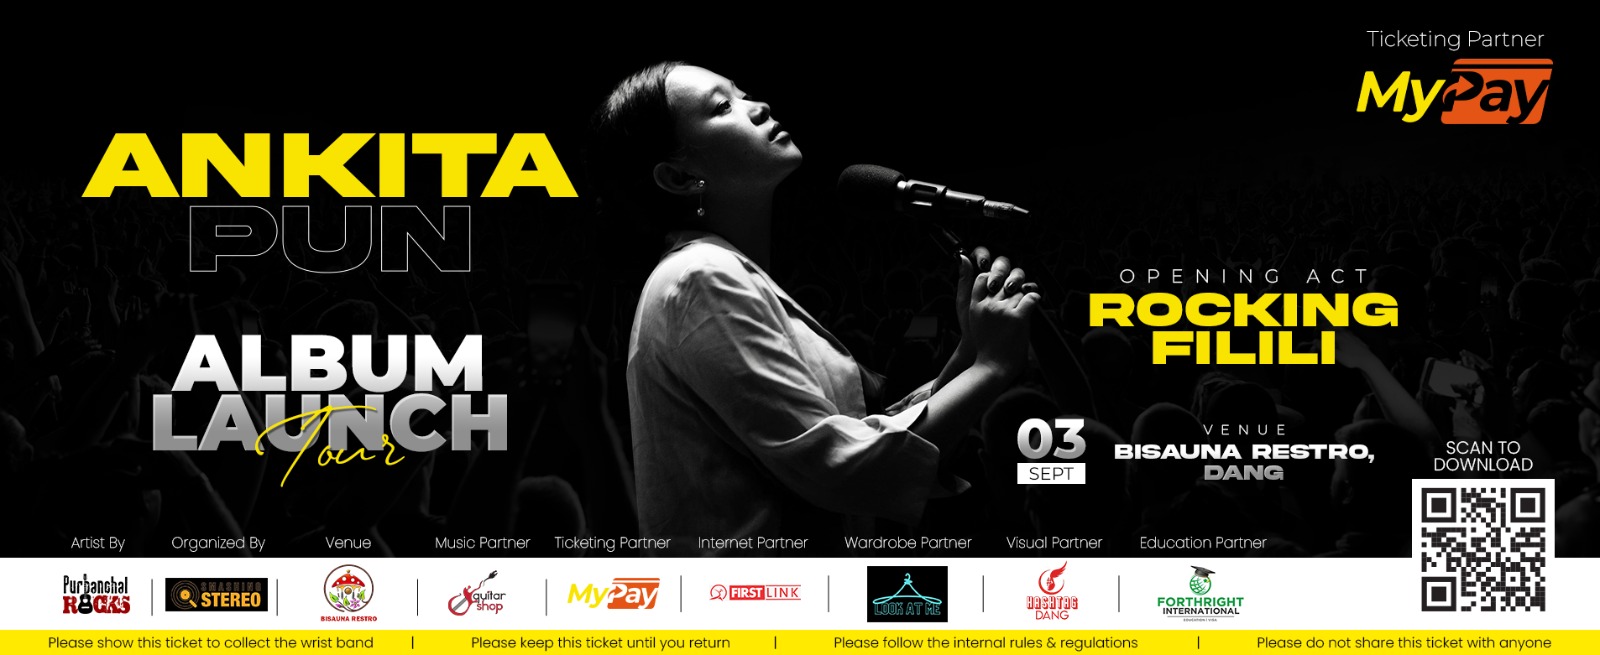 Ticketing Partner
MyPay
ANKITA
PUN
ALBUM
LAUNCH
Tour
OPENING ACT
ROCKING
FILILI
03
SEPT
VENUE
BISAUNA RESTRO,
DANG
SCAN TO
DOWNLOAD
Artist By
Organized By
Venue
Music Partner
Ticketing Partner
Internet Partner
Wardrobe Partner
Visual Partner
Education Partner
Purbanchal
ROCKS
SMASHING
STEREO
BISAUNA RESTRO
guitar
shop
MyPay
FIRSTLINK
LOOK AT ME
HASHTAG
DANG
FORTHRIGHT
INTERNATIONAL
EDUCATION | VISA
Please show this ticket to collect the wrist band | Please keep this ticket until you return | Please follow the internal rules & regulations | Please do not share this ticket with anyone